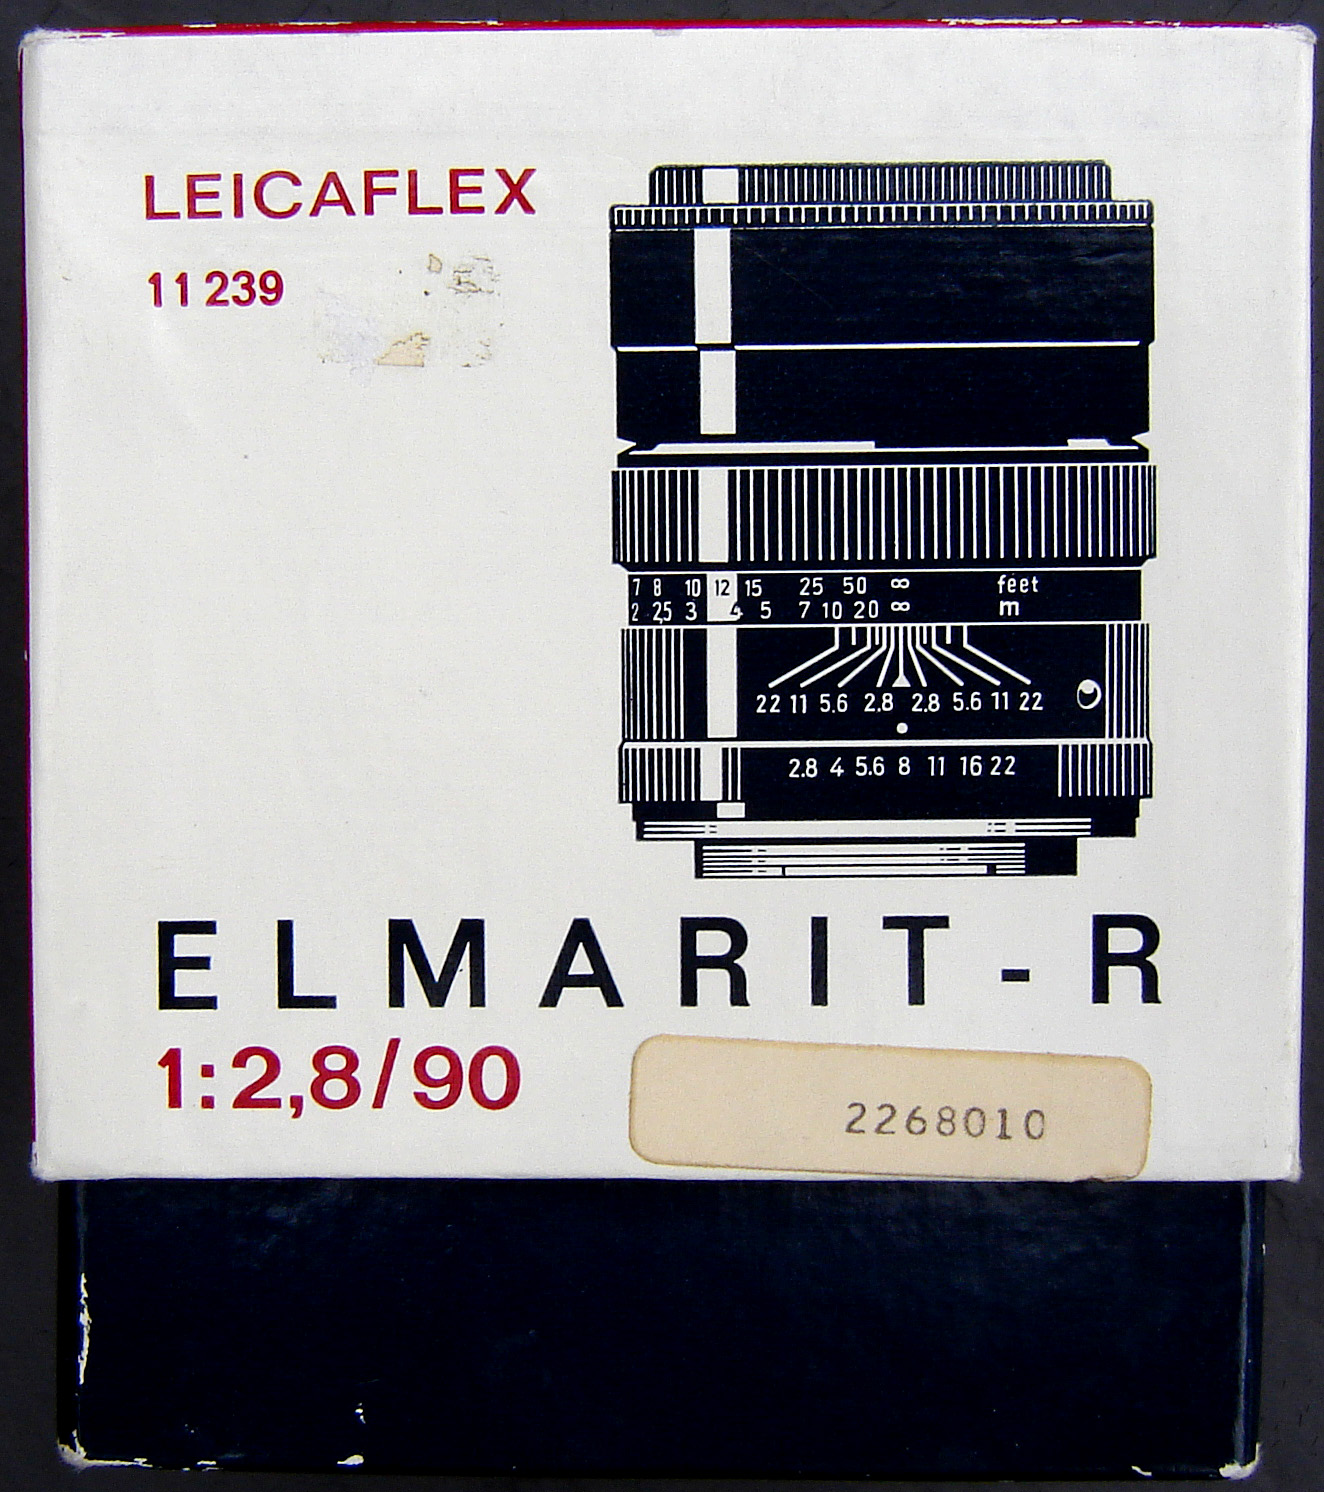 LEICAFLEX
11 239
7 8 10 12 15 25 50 ∞ feet
2 2,5 3 4 5 7 10 20 ∞ m
22 11 5.6 2.8 2.8 5.6 11 22
2.8 4 5.6 8 11 16 22
ELMARIT-R
1:2,8/90
2268010